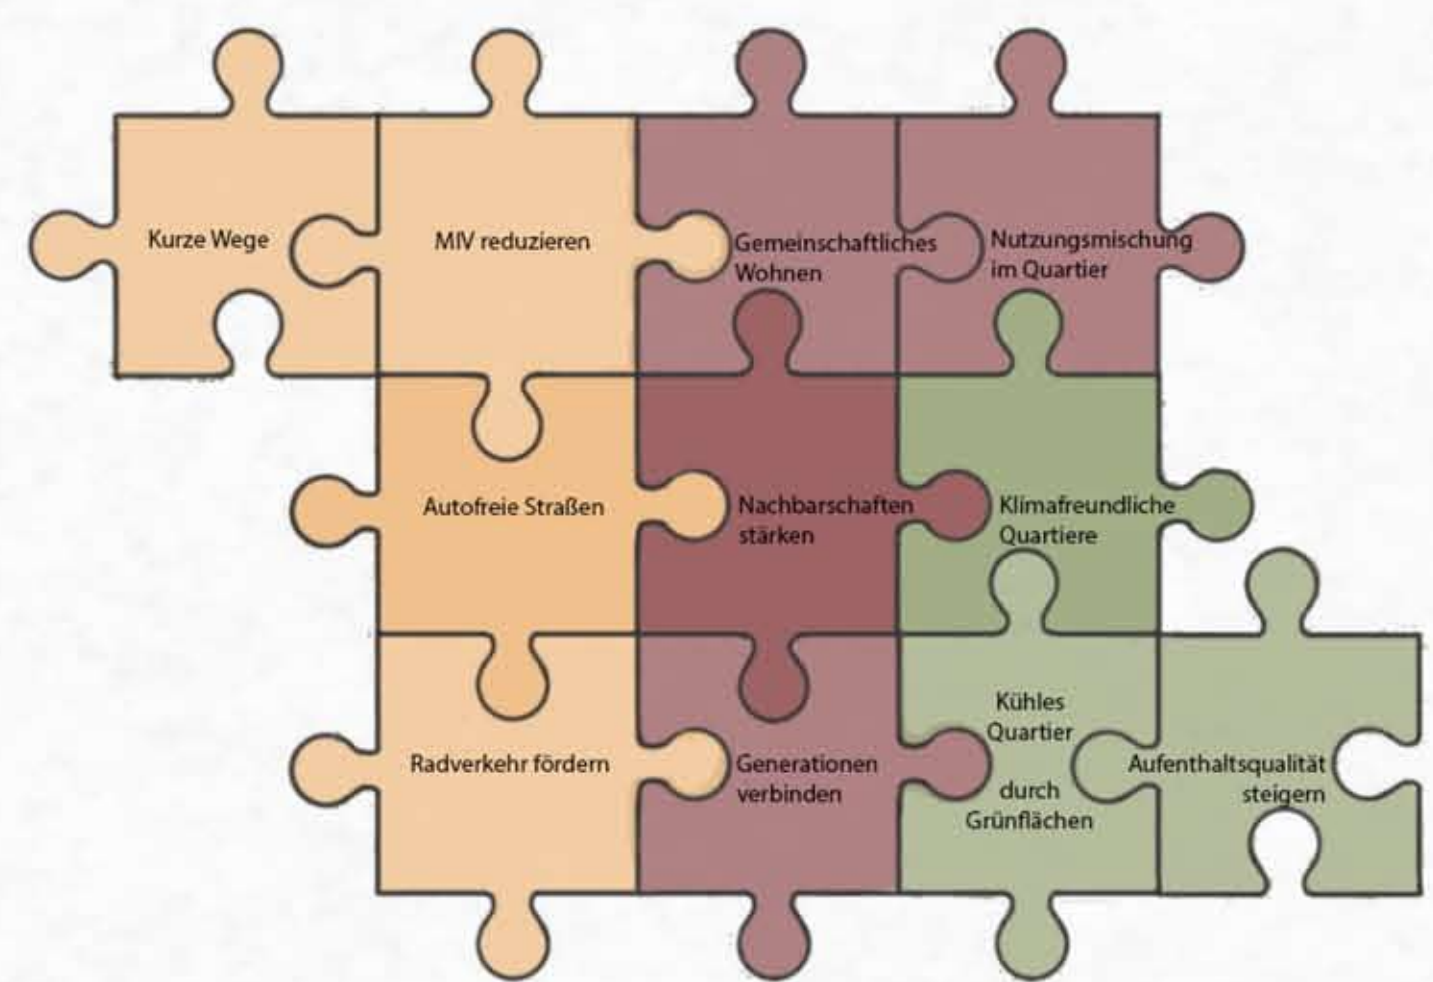 Kurze Wege
MIV reduzieren
Gemeinschaftliches
Wohnen
Nutzungsmischung
im Quartier
Autofreie Straßen
Nachbarschaften
stärken
Klimafreundliche
Quartiere
Radverkehr fördern
Generationen
verbinden
Kühles
Quartier
durch
Grünflächen
Aufenthaltsqualität
steigern